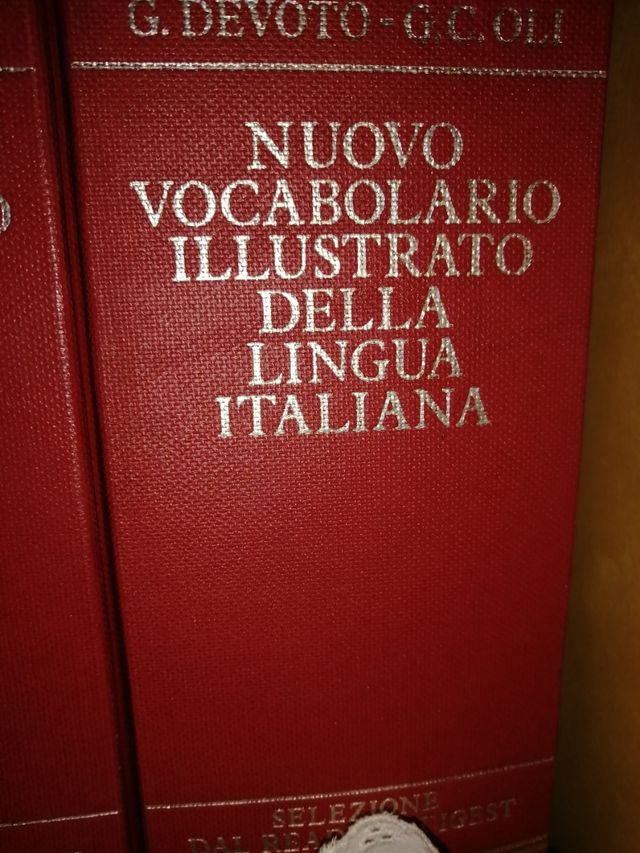 G. DEVOTO - G. C. OLI
NUOVO
VOCABOLARIO
ILLUSTRATO
DELLA
LINGUA
ITALIANA
SELEZIONE
DAL